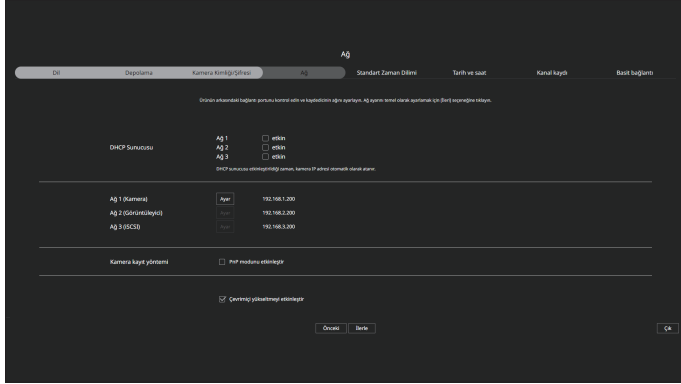 Ağ
Dil Depolama Kamera Kimliği/Şifresi Ağ Standart Zaman Dilimi Tarih ve saat Kanal kaydı Basit bağlantı
Ürünün arkasındaki bağlantı portunu kontrol edin ve kaydedicinin ağını ayarlayın. Ağ ayarını temel olarak ayarlamak için [İleri] seçeneğine tıklayın.
DHCP Sunucusu
Ağ 1 etkin
Ağ 2 etkin
Ağ 3 etkin
DHCP sunucusu etkinleştirildiği zaman, kamera IP adresi otomatik olarak atanır.
Ağ 1 (Kamera) Ayar 192.168.1.200
Ağ 2 (Görüntüleyici) Ayar 192.168.2.200
Ağ 3 (iSCSI) Ayar 192.168.3.200
Kamera kayıt yöntemi PnP modunu etkinleştir
Çevrimiçi yükseltmeyi etkinleştir
Önceki İlerle Çık